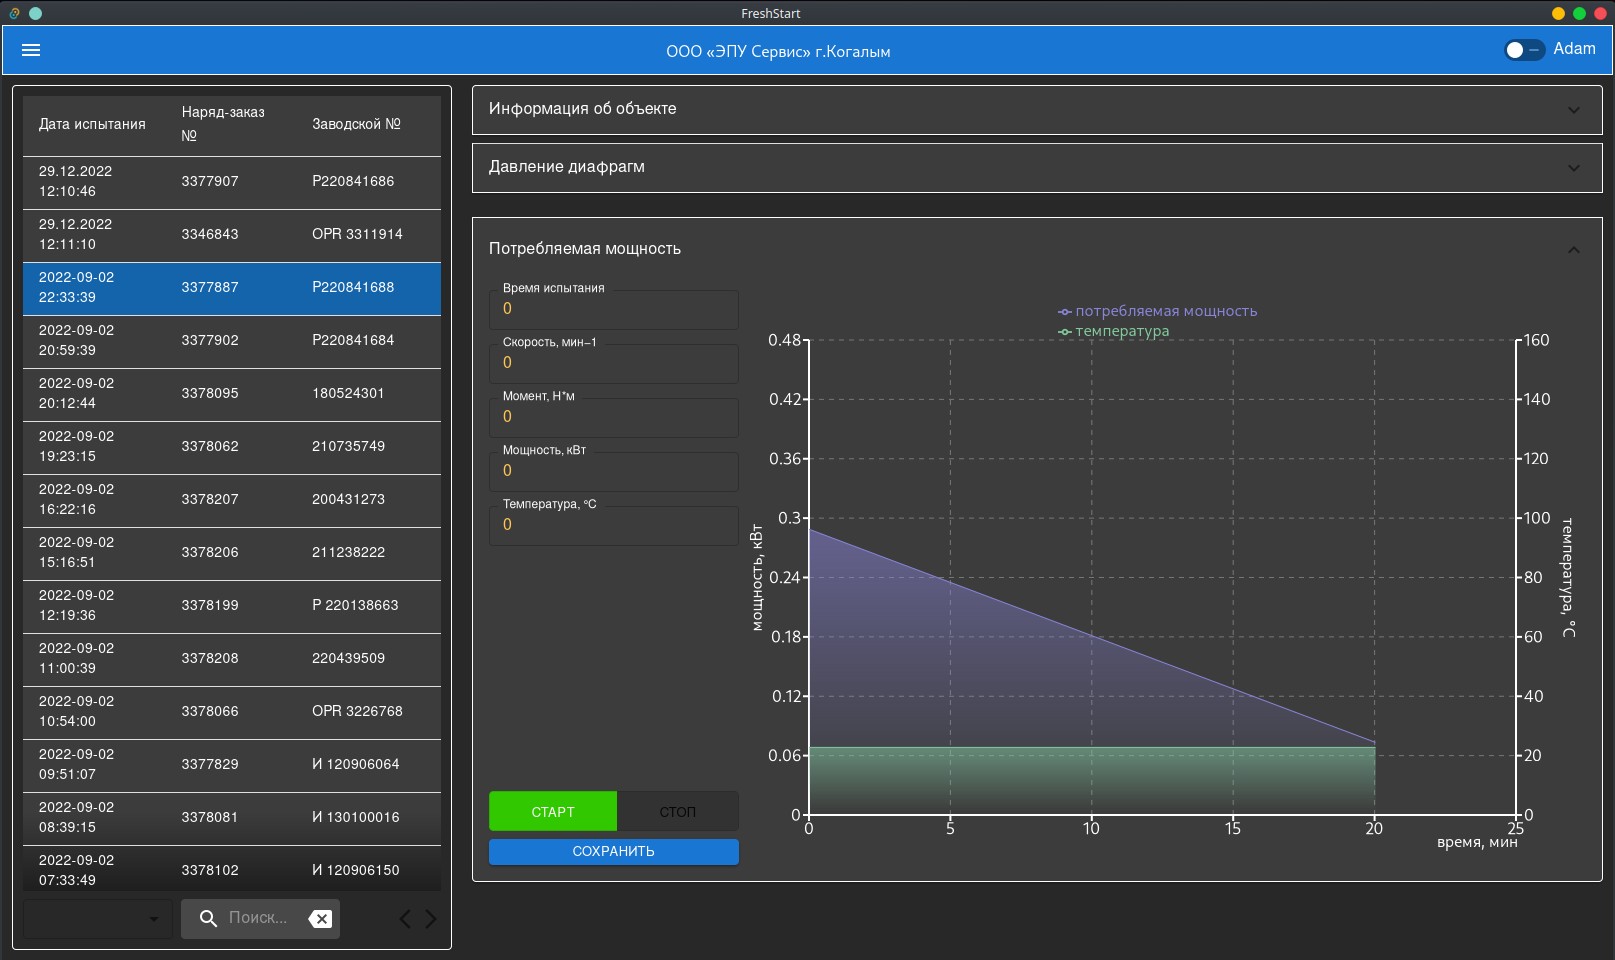 FreshStart
ООО «ЭПУ Сервис» г.Когалым
Adam
Дата испытания
Наряд-заказ
№
Заводской №
29.12.2022
12:10:46
3377907
P220841686
29.12.2022
12:11:10
3346843
OPR 3311914
2022-09-02
22:33:39
3377887
P220841688
2022-09-02
20:59:39
3377902
P220841684
2022-09-02
20:12:44
3378095
180524301
2022-09-02
19:23:15
3378062
210735749
2022-09-02
16:22:16
3378207
200431273
2022-09-02
15:16:51
3378206
211238222
2022-09-02
12:19:36
3378199
Р 220138663
2022-09-02
11:00:39
3378208
220439509
2022-09-02
10:54:00
3378066
OPR 3226768
2022-09-02
09:51:07
3377829
И 120906064
2022-09-02
08:39:15
3378081
И 130100016
2022-09-02
07:33:49
3378102
И 120906150
Поиск...
Информация об объекте
Давление диафрагм
Потребляемая мощность
Время испытания
0
Скорость, мин−1
0
Момент, Н*м
0
Мощность, кВт
0
Температура, °С
0
СТАРТ
СТОП
СОХРАНИТЬ
потребляемая мощность
температура
0.48
0.42
0.36
0.3
0.24
0.18
0.12
0.06
0
мощность, кВт
160
140
120
100
80
60
40
20
0
температура, °С
0
5
10
15
20
25
время, мин